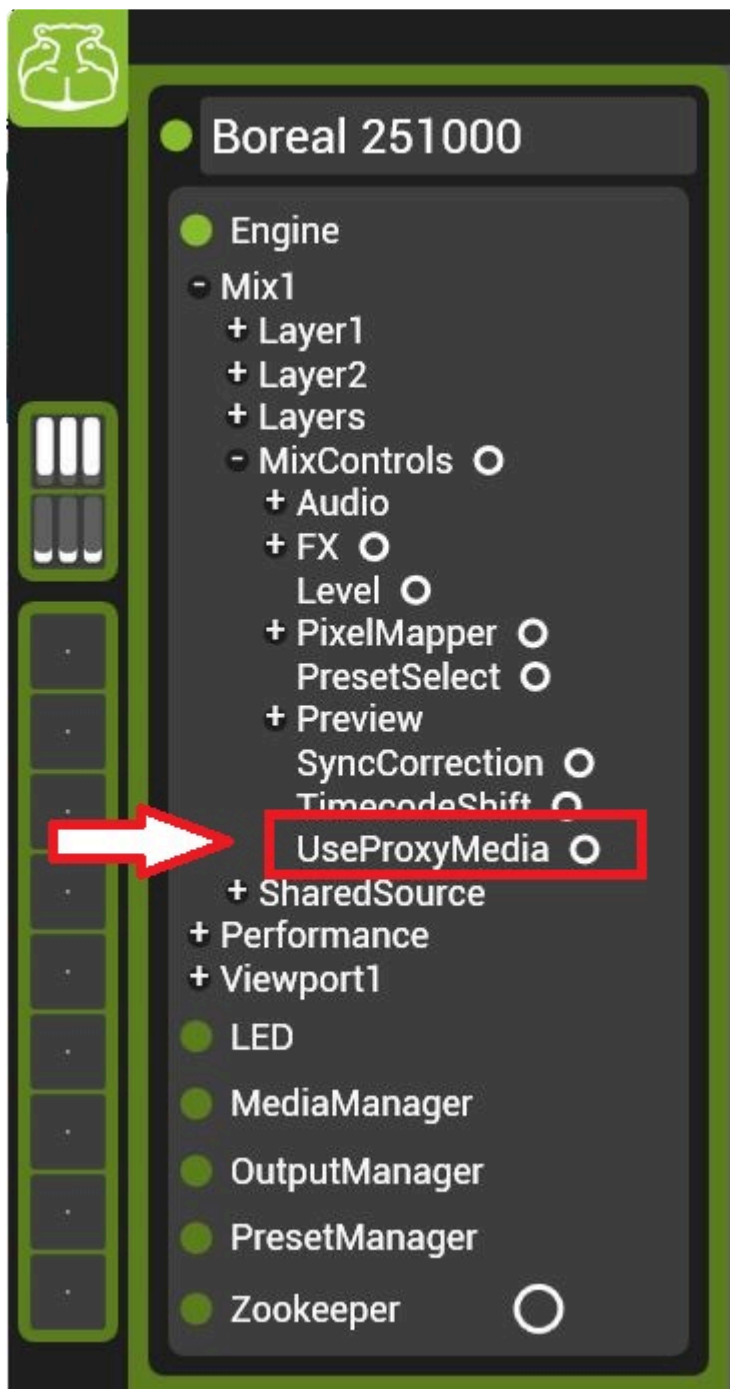 Boreal 251000
Engine
- Mix1
+ Layer1
+ Layer2
+ Layers
- MixControls
+ Audio
+ FX
Level
+ PixelMapper
PresetSelect
+ Preview
SyncCorrection
TimecodeShift
UseProxyMedia
+ SharedSource
+ Performance
+ Viewport1
LED
MediaManager
OutputManager
PresetManager
Zookeeper